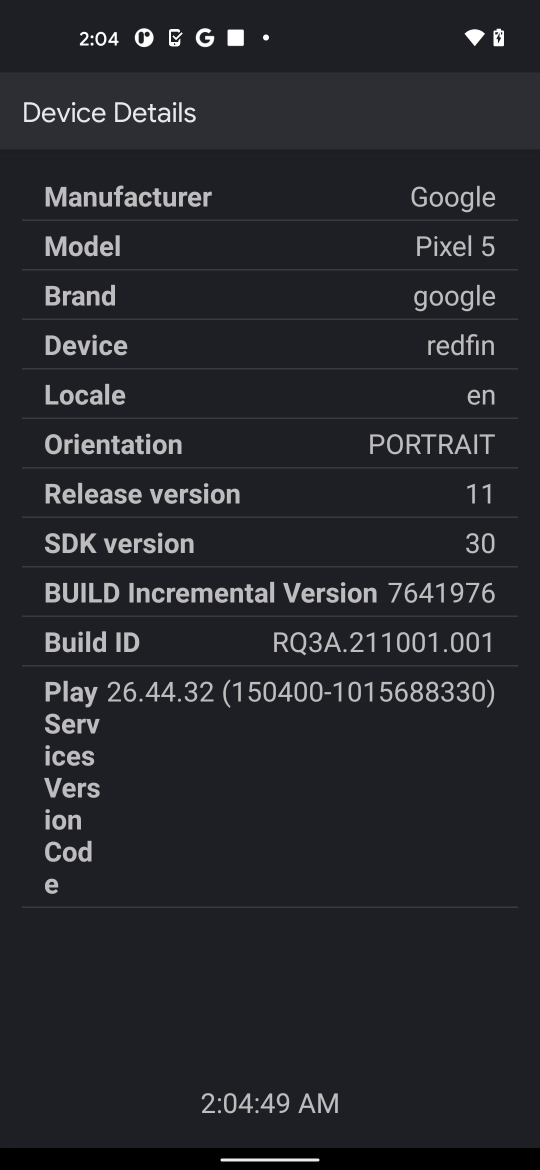 2:04
Device Details
Manufacturer Google
Model Pixel 5
Brand google
Device redfin
Locale en
Orientation PORTRAIT
Release version 11
SDK version 30
BUILD Incremental Version 7641976
Build ID RQ3A.211001.001
Play 26.44.32 (150400-1015688330)
Serv
ices
Vers
ion
Cod
e
2:04:49 AM